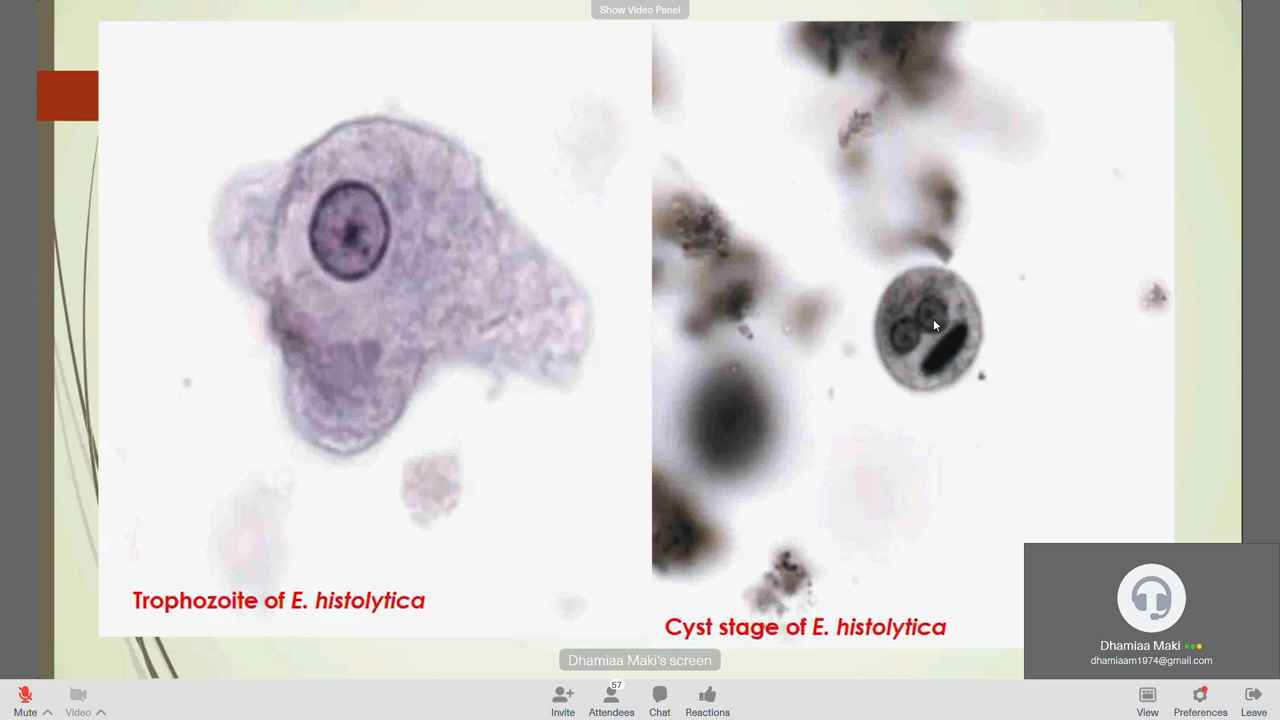 Show Video Panel
Trophozoite of E. histolytica
Cyst stage of E. histolytica
Dhamiaa Maki
dhamiaam1974@gmail.com
Dhamiaa Maki's screen
57
Mute
Video
Invite
Attendees
Chat
Reactions
View
Preferences
Leave